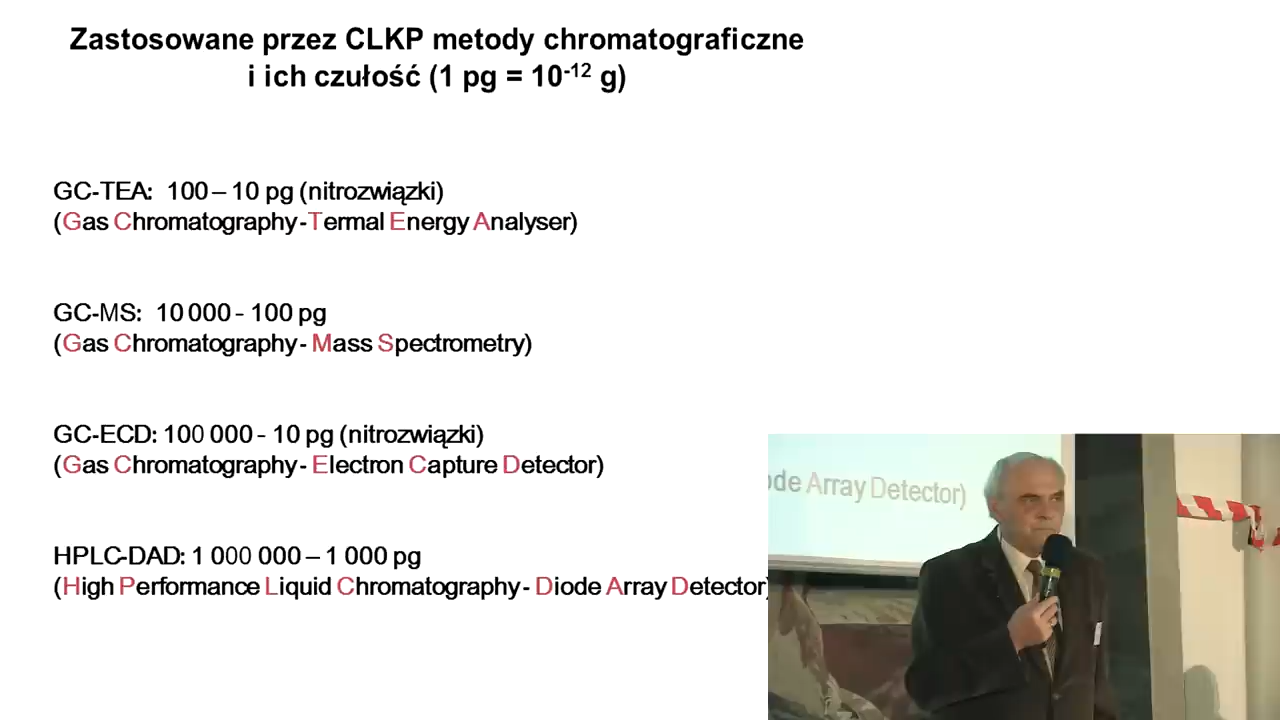 Zastosowane przez CLKP metody chromatograficzne
i ich czułość (1 pg = 10⁻¹² g)
GC-TEA: 100 – 10 pg (nitrozwiązki)
(Gas Chromatography - Termal Energy Analyser)
GC-MS: 10 000 - 100 pg
(Gas Chromatography - Mass Spectrometry)
GC-ECD: 100 000 - 10 pg (nitrozwiązki)
(Gas Chromatography - Electron Capture Detector)
HPLC-DAD: 1 000 000 – 1 000 pg
(High Performance Liquid Chromatography - Diode Array Detector)
ode Array Detector)